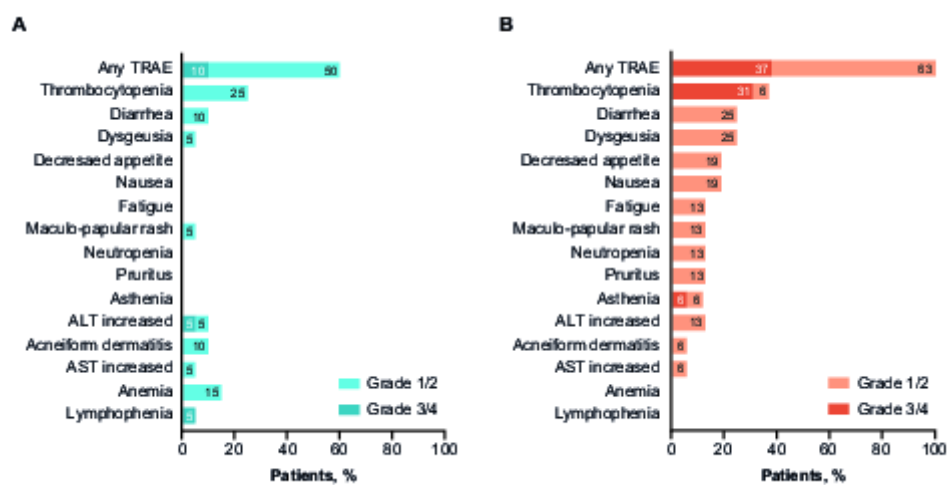 A
Any TRAE 10 50
Thrombocytopenia 25
Diarrhea 10
Dysgeusia 5
Decresaed appetite
Nausea
Fatigue
Maculo-papular rash 5
Neutropenia
Pruritus
Asthenia
ALT increased 5 5
Acneiform dermatitis 10
AST increased 5
Anemia 15
Lymphophenia 5
Grade 1/2
Grade 3/4
0 20 40 60 80 100
Patients, %
B
Any TRAE 37 63
Thrombocytopenia 31 6
Diarrhea 25
Dysgeusia 25
Decresaed appetite 19
Nausea 19
Fatigue 13
Maculo-papular rash 13
Neutropenia 13
Pruritus 13
Asthenia 6 6
ALT increased 13
Acneiform dermatitis 6
AST increased 6
Anemia
Lymphophenia
Grade 1/2
Grade 3/4
0 20 40 60 80 100
Patients, %